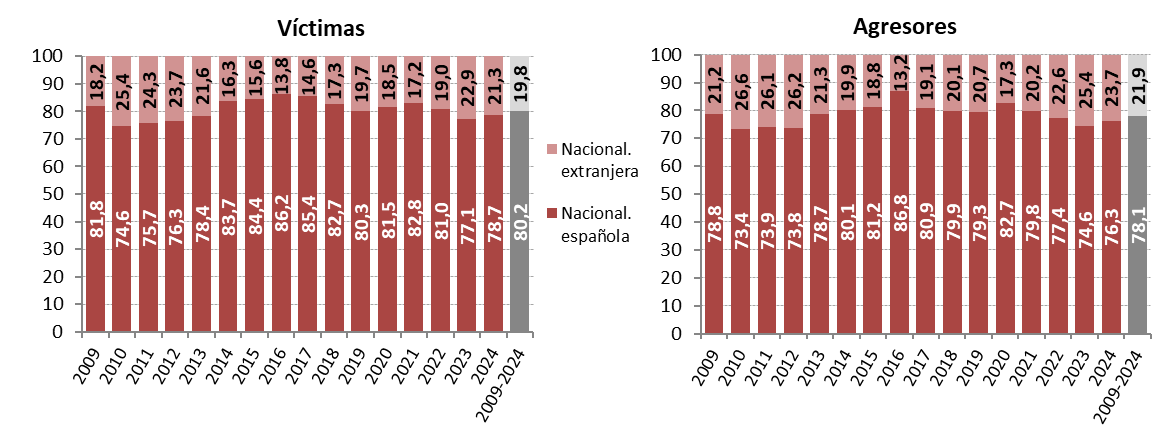 Víctimas
100
90
80
70
60
50
40
30
20
10
0
18,2 25,4 24,3 23,7 21,6 16,3 15,6 13,8 14,6 17,3 19,7 18,5 17,2 19,0 22,9 21,3 19,8
81,8 74,6 75,7 76,3 78,4 83,7 84,4 86,2 85,4 82,7 80,3 81,5 82,8 81,0 77,1 78,7 80,2
2009 2010 2011 2012 2013 2014 2015 2016 2017 2018 2019 2020 2021 2022 2023 2024 2009-2024
Nacional.
extranjera
Nacional.
española
Agresores
100
90
80
70
60
50
40
30
20
10
0
21,2 26,6 26,1 26,2 21,3 19,9 18,8 13,2 19,1 20,1 20,7 17,3 20,2 22,6 25,4 23,7 21,9
78,8 73,4 73,9 73,8 78,7 80,1 81,2 86,8 80,9 79,9 79,3 82,7 79,8 77,4 74,6 76,3 78,1
2009 2010 2011 2012 2013 2014 2015 2016 2017 2018 2019 2020 2021 2022 2023 2024 2009-2024